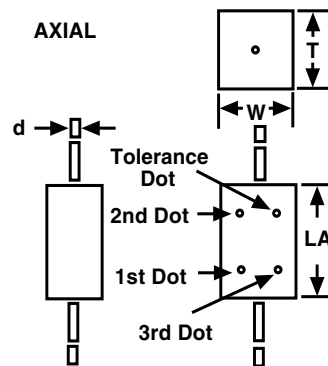 AXIAL
T
d
W
Tolerance
Dot
2nd Dot
LA
1st Dot
3rd Dot